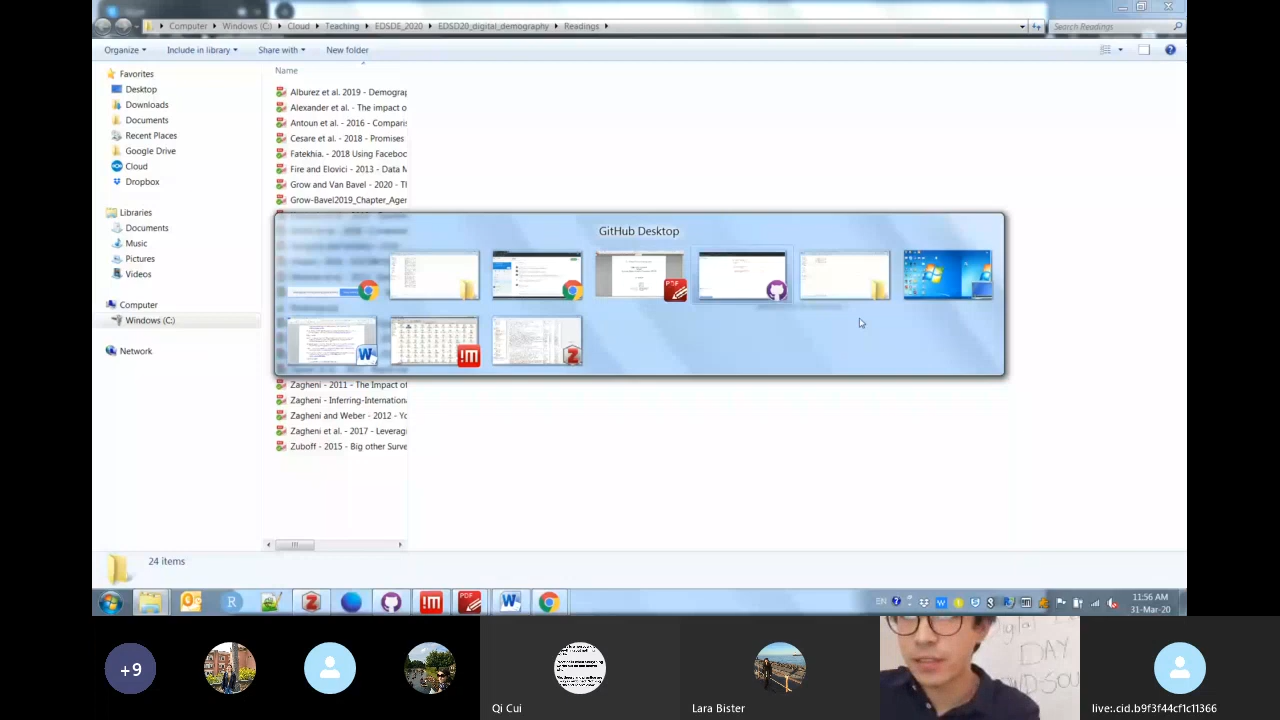 Computer Windows (C:) Cloud Teaching EDSDE_2020 EDSD20_digital_demography Readings
Search Readings
Organize Include in library Share with New folder
Name
Favorites
Desktop
Downloads
Documents
Recent Places
Google Drive
Cloud
Dropbox
Libraries
Documents
Music
Pictures
Videos
Computer
Windows (C:)
Network
Alburez et al. 2019 - Demograp
Alexander et al. - The impact o
Antoun et al. - 2016 - Comparis
Cesare et al. - 2018 - Promises
Fatekhia. - 2018 Using Faceboo
Fire and Elovici - 2013 - Data M
Grow and Van Bavel - 2020 - Tl
Grow-Bavel2019_Chapter_Ager
GitHub Desktop
Zagheni - 2011 - The Impact of
Zagheni - Inferring-Internationa
Zagheni and Weber - 2012 - Yo
Zagheni et al. - 2017 - Leverag
Zuboff - 2015 - Big other Surve
24 items
EN
11:56 AM
31-Mar-20
+9
Qi Cui
Lara Bister
DAY
live:.cid.b9f3f44cf1c11366